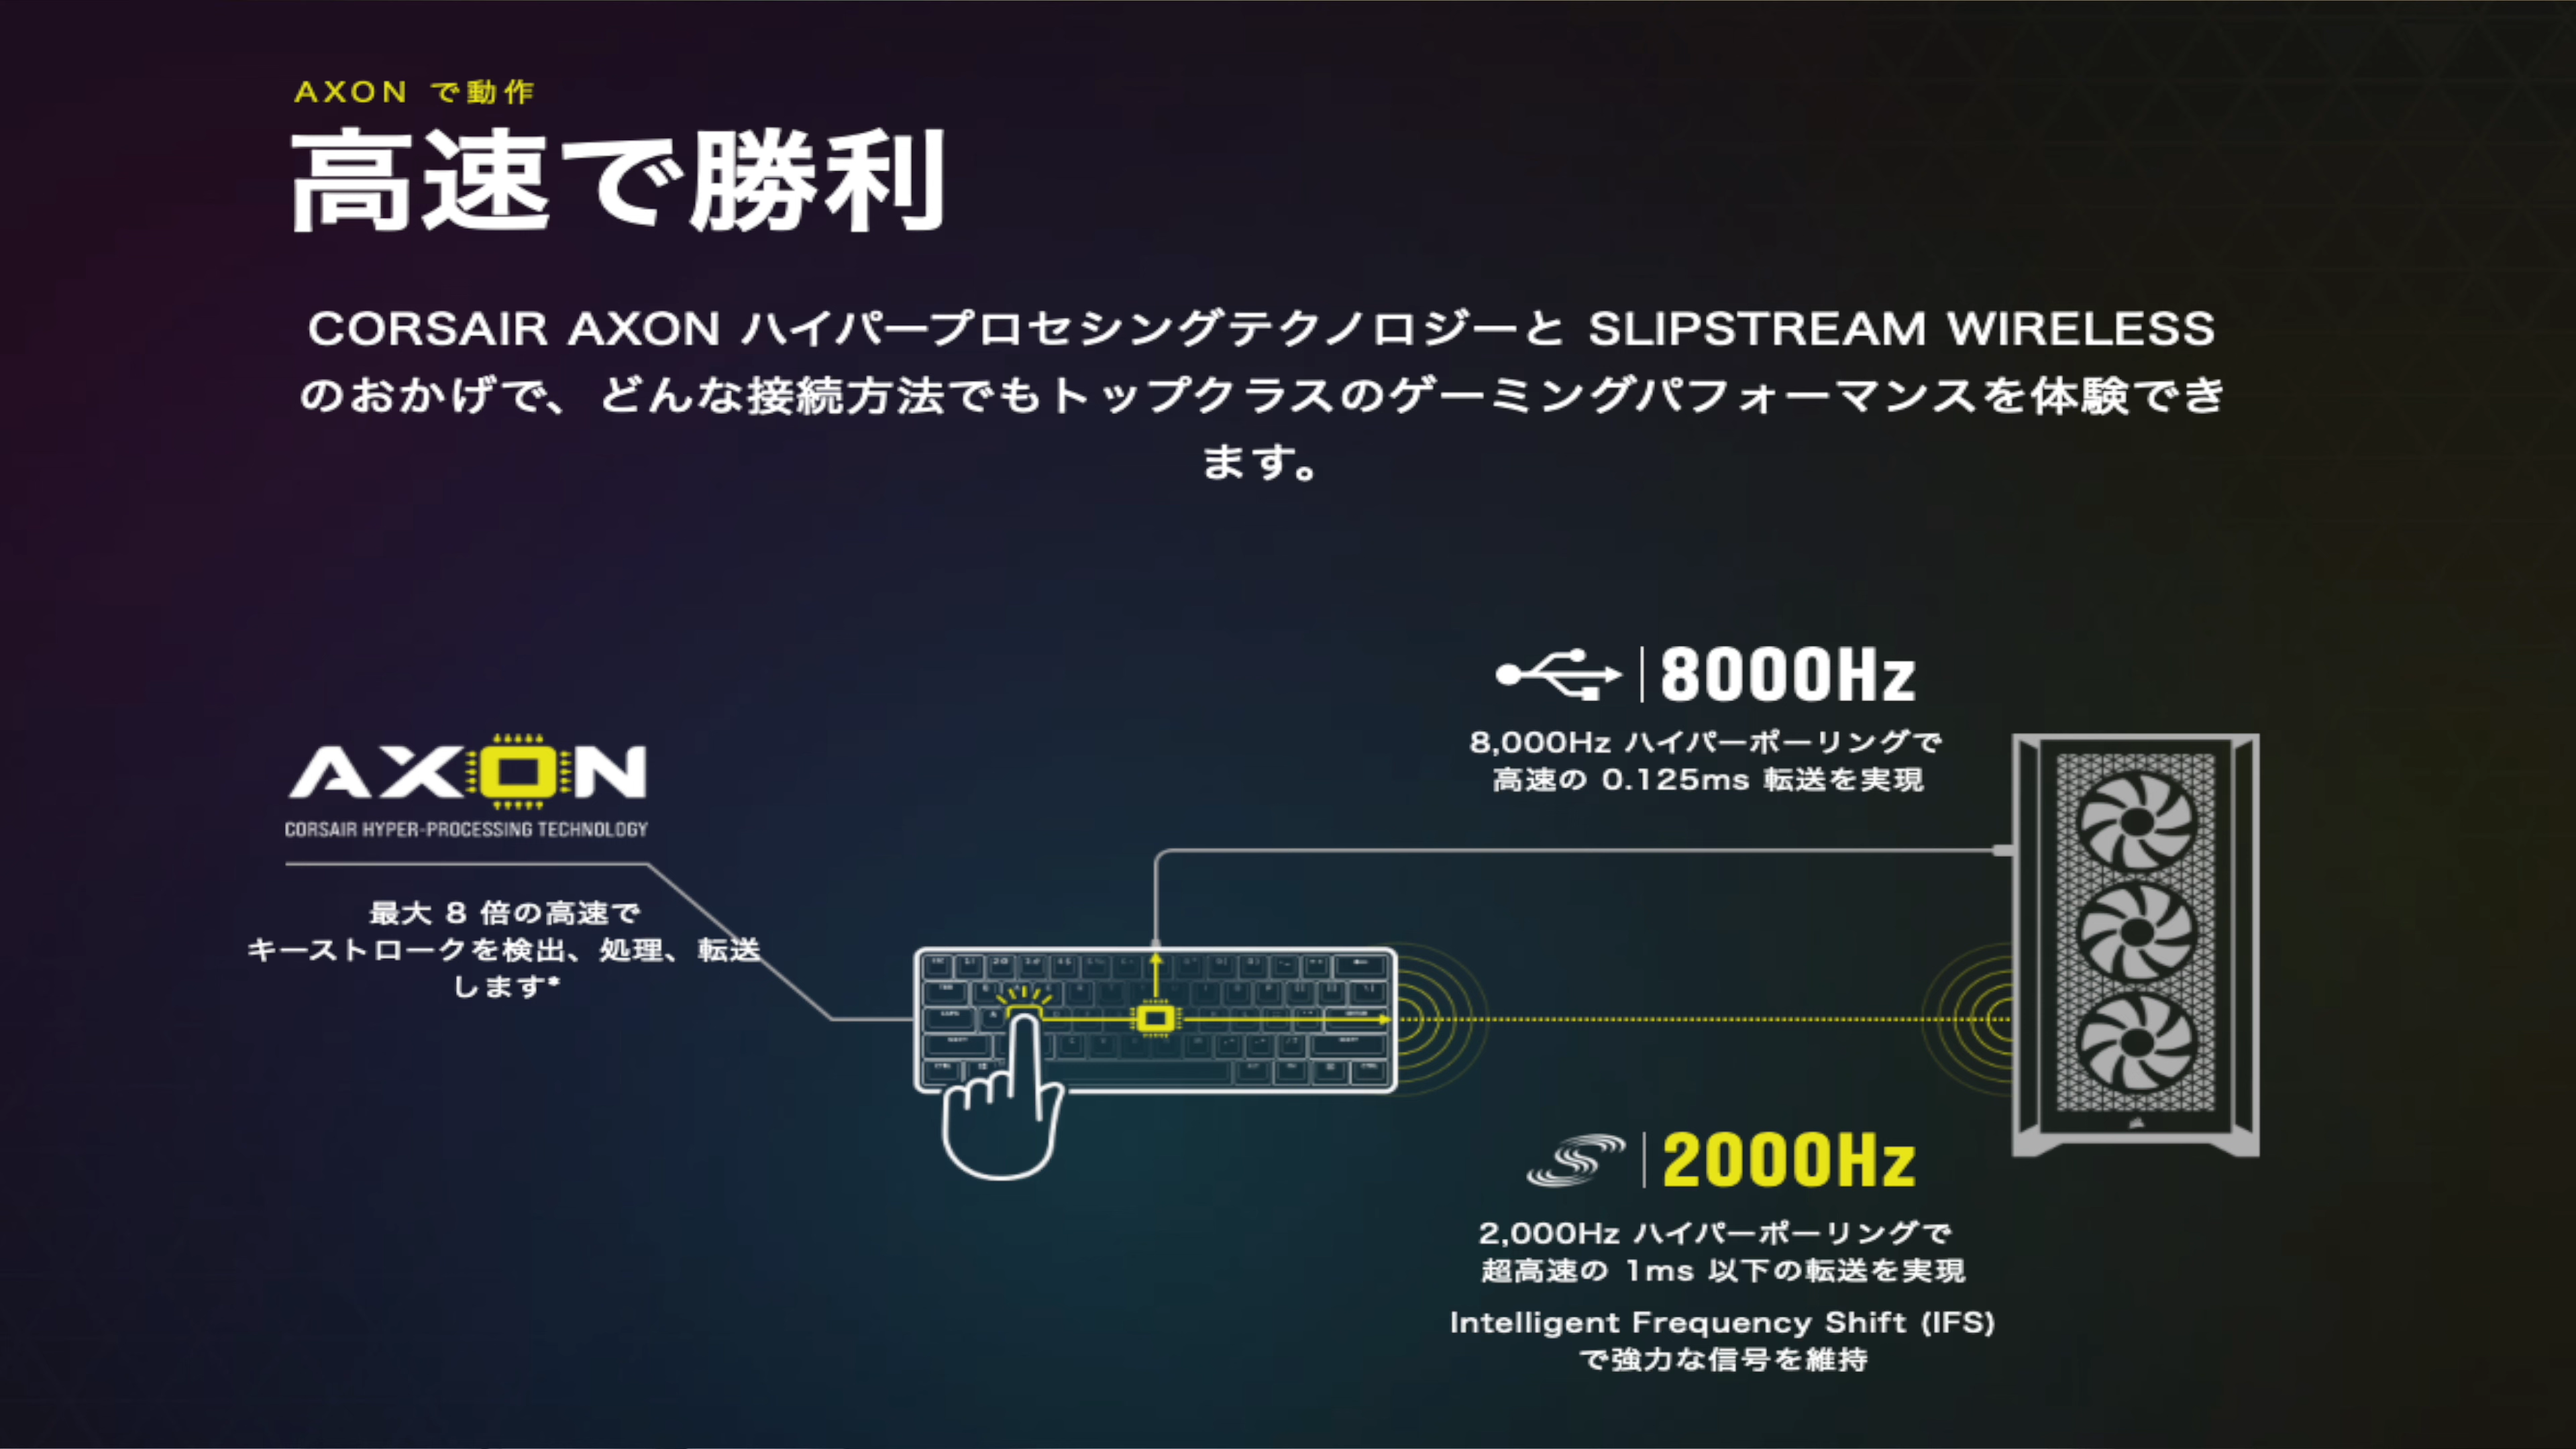 AXON で動作
高速で勝利
CORSAIR AXON ハイパープロセシングテクノロジーと SLIPSTREAM WIRELESS
のおかげで、どんな接続方法でもトップクラスのゲーミングパフォーマンスを体験でき
ます。
8000Hz
8,000Hz ハイパーポーリングで
高速の 0.125ms 転送を実現
AXON
CORSAIR HYPER-PROCESSING TECHNOLOGY
最大 8 倍の高速で
キーストロークを検出、処理、転送
します*
2000Hz
2,000Hz ハイパーポーリングで
超高速の 1ms 以下の転送を実現
Intelligent Frequency Shift (IFS)
で強力な信号を維持